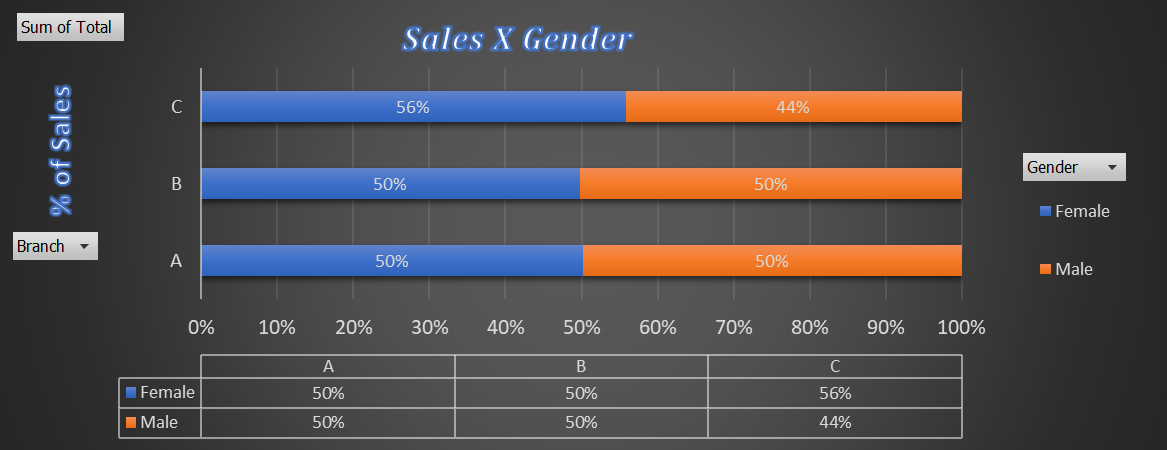 Sum of Total
Sales X Gender
% of Sales
Branch
C
56%
44%
B
50%
50%
A
50%
50%
0% 10% 20% 30% 40% 50% 60% 70% 80% 90% 100%
Gender
Female
Male
A B C
Female 50% 50% 56%
Male 50% 50% 44%